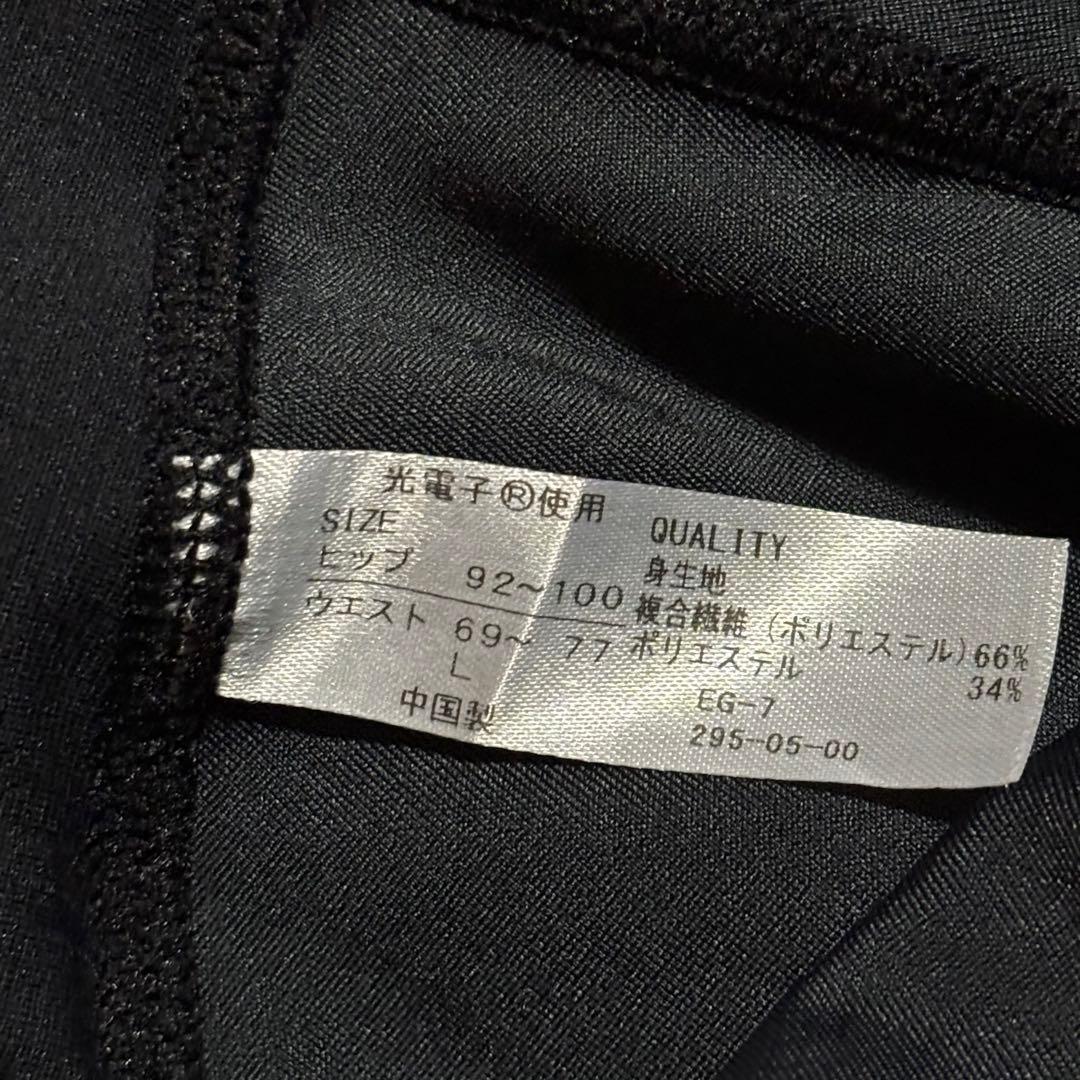 光電子®使用
SIZE
ヒップ 92～100
ウエスト 69～ 77
L
中国製
QUALITY
身生地
複合繊維(ポリエステル)66%
ポリエステル 34%
EG-7
295-05-00